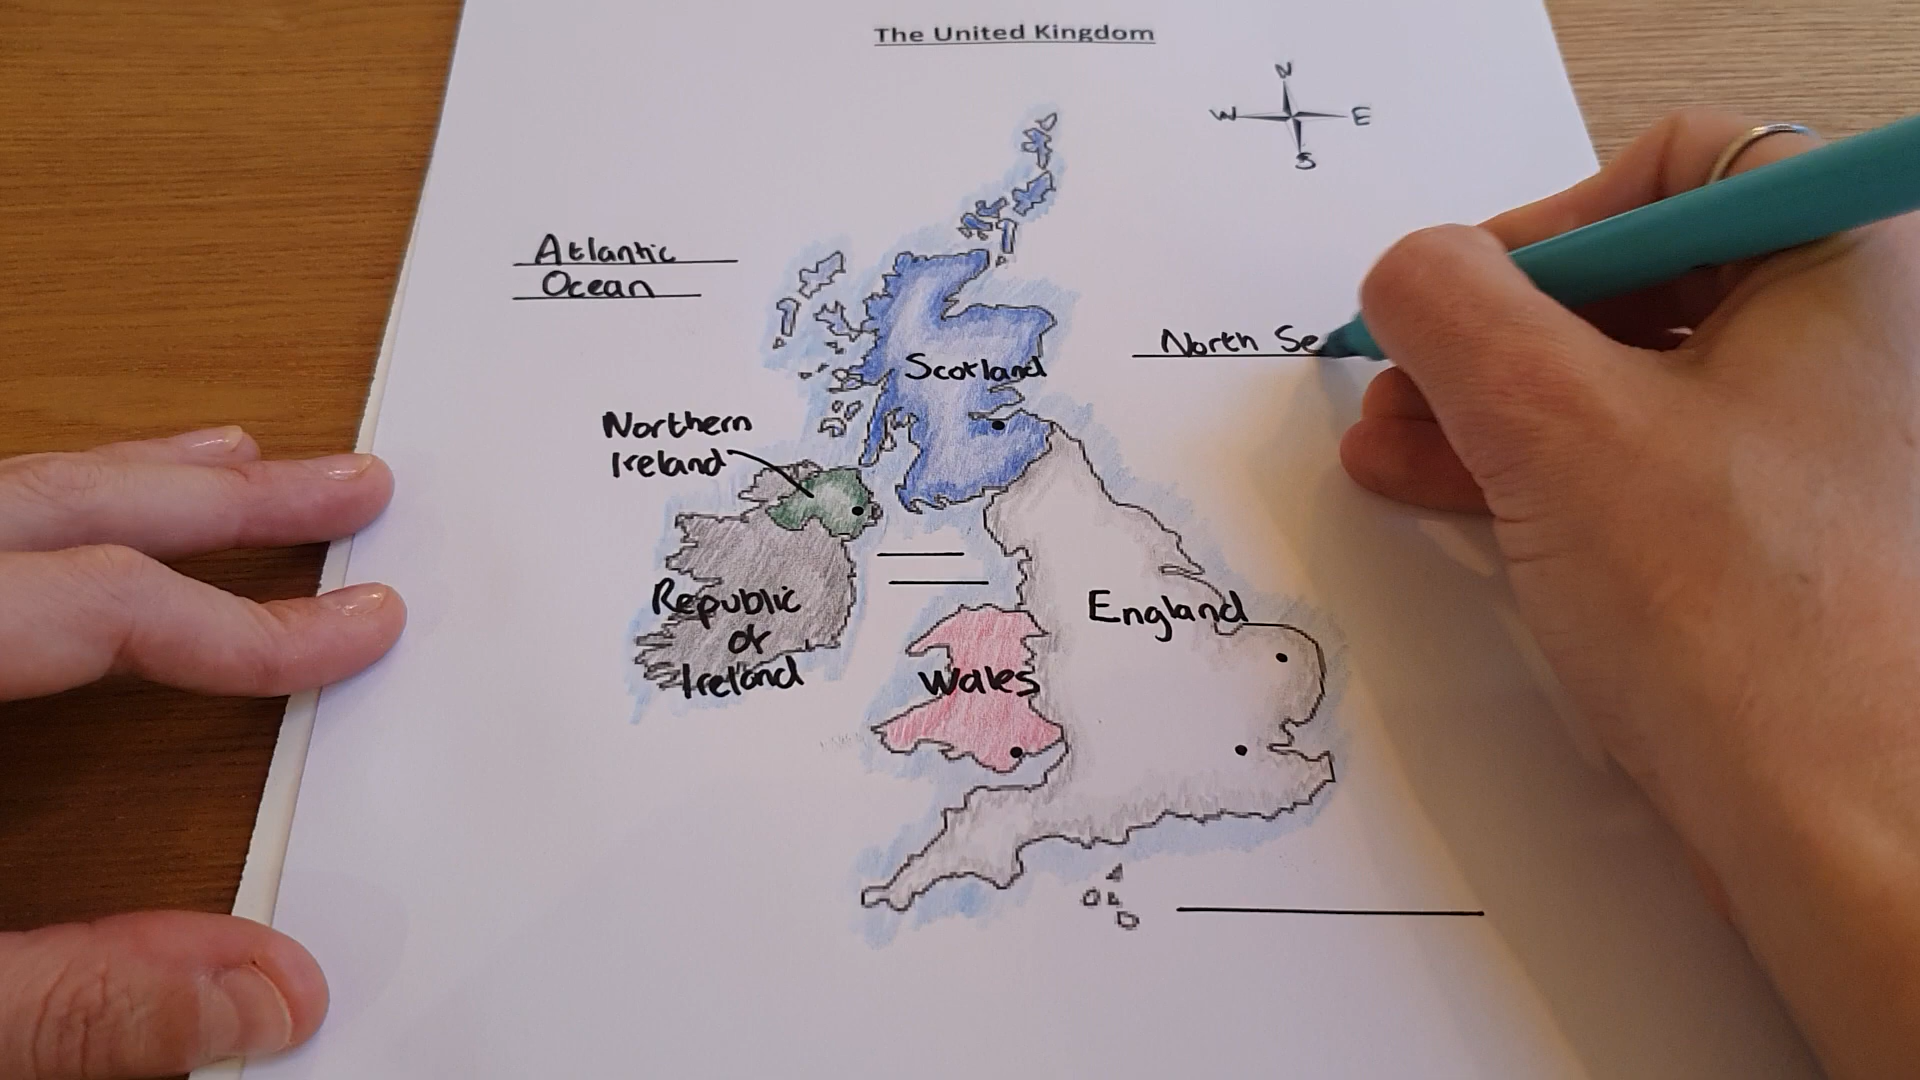 The United Kingdom
N
W E
S
Atlantic
Ocean
North Se
Scotland
Northern
Ireland
England
Republic
of
Ireland
Wales